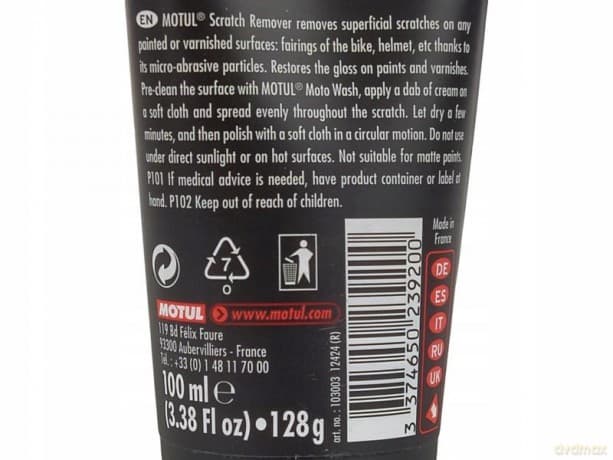 EN MOTUL® Scratch Remover removes superficial scratches on any
painted or varnished surfaces: fairings of the bike, helmet, etc thanks to
its micro-abrasive particles. Restores the gloss on paints and varnishes.
Pre-clean the surface with MOTUL® Moto Wash, apply a dab of cream on
a soft cloth and spread evenly throughout the scratch. Let dry a few
minutes, and then polish with a soft cloth in a circular motion. Do not use
under direct sunlight or on hot surfaces. Not suitable for matte paints.
P101 If medical advice is needed, have product container or label at
hand. P102 Keep out of reach of children.
Made in
France
7
O
DE
ES
IT
RU
UK
MOTUL www.motul.com
119 Bd Félix Faure
93300 Aubervilliers - France
Tél. : +33 (0) 1 48 11 70 00
100 ml e
(3.38 Fl oz) • 128g
art. no.: 103003 12424 (R)
3 374650 239200
avdmax